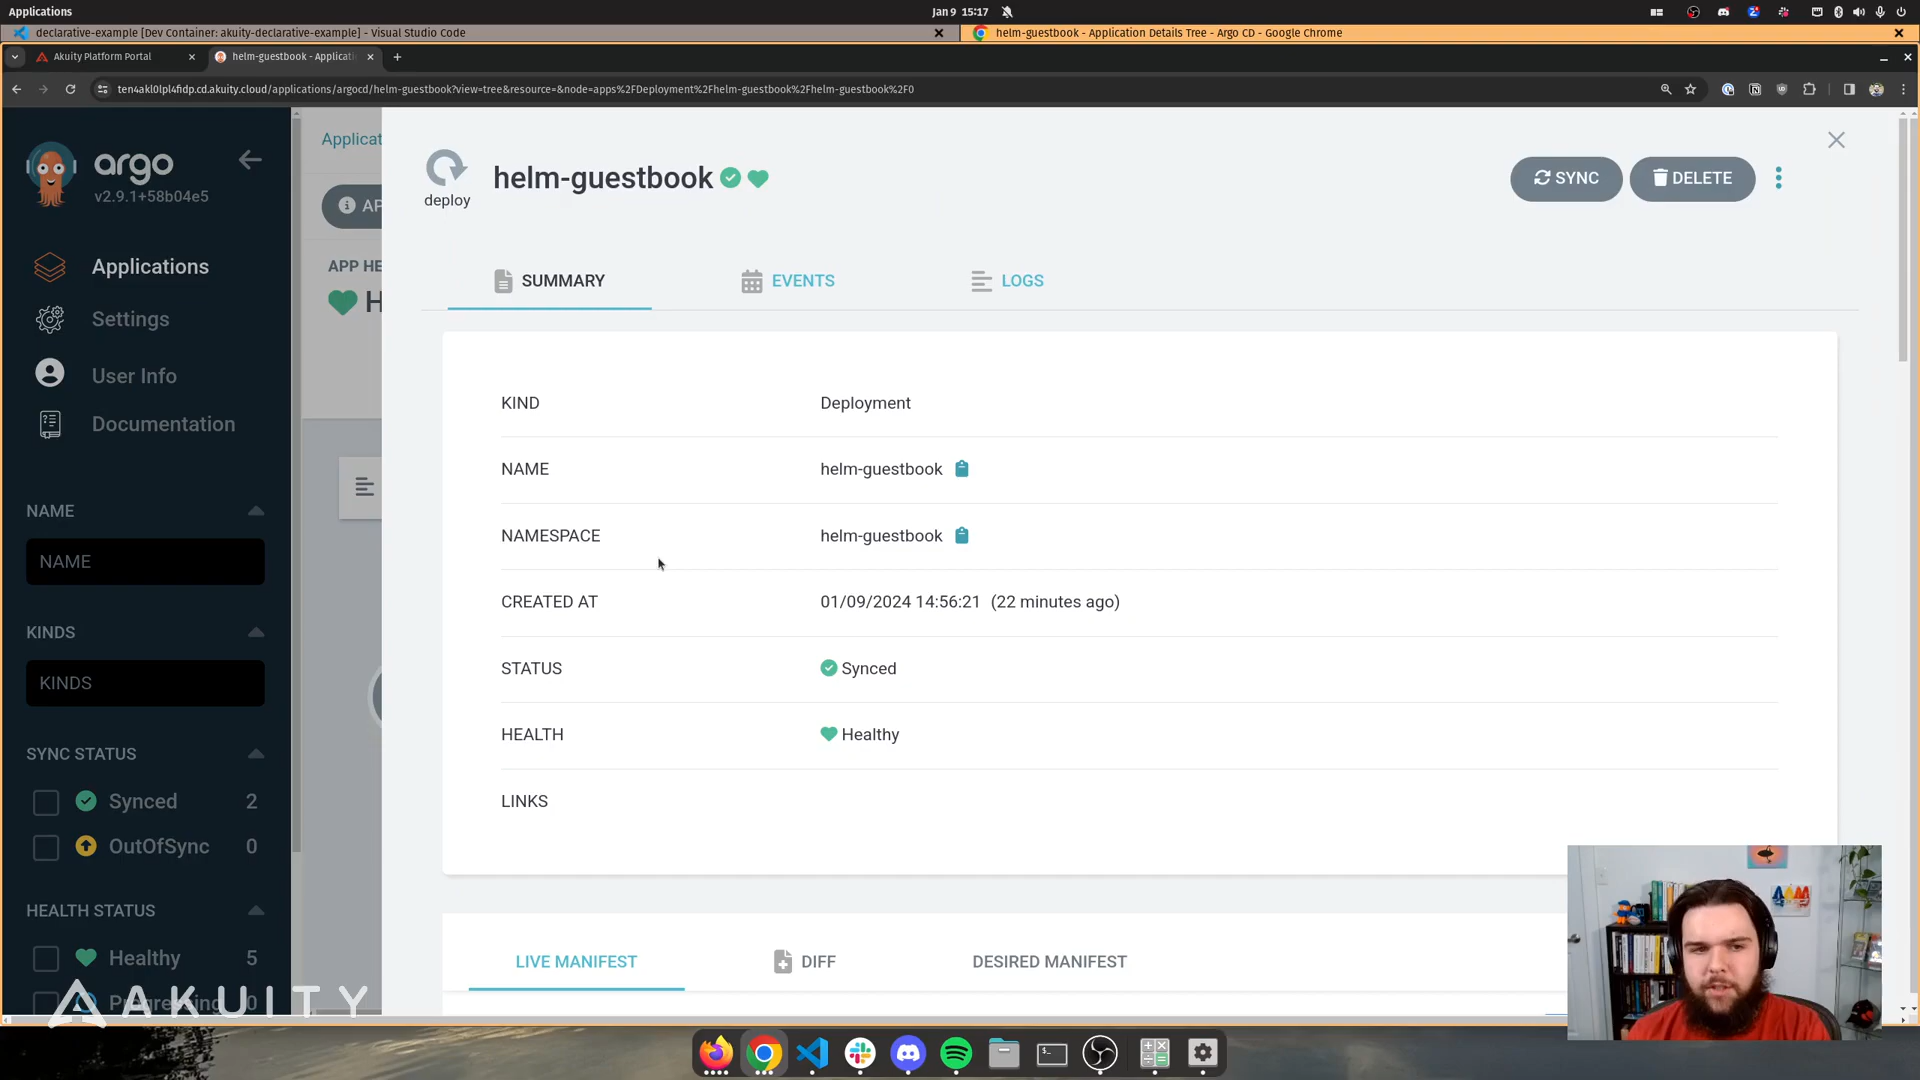 Applications
Jan 9 15:17
declarative-example [Dev Container: akuity-declarative-example] - Visual Studio Code
helm-guestbook - Application Details Tree - Argo CD - Google Chrome
Akuity Platform Portal
helm-guestbook - Applicati
ten4akl0lpl4fidp.cd.akuity.cloud/applications/argocd/helm-guestbook?view=tree&resource=&node=apps%2FDeployment%2Fhelm-guestbook%2Fhelm-guestbook%2F0
argo
v2.9.1+58b04e5
Applications
Settings
User Info
Documentation
NAME
NAME
KINDS
KINDS
SYNC STATUS
Synced 2
OutOfSync 0
HEALTH STATUS
Healthy 5
Progressing 0
AKUITY
Applicat
AP
APP HE
H
deploy
helm-guestbook
SYNC
DELETE
SUMMARY
EVENTS
LOGS
KIND Deployment
NAME helm-guestbook
NAMESPACE helm-guestbook
CREATED AT 01/09/2024 14:56:21 (22 minutes ago)
STATUS Synced
HEALTH Healthy
LINKS
LIVE MANIFEST
DIFF
DESIRED MANIFEST